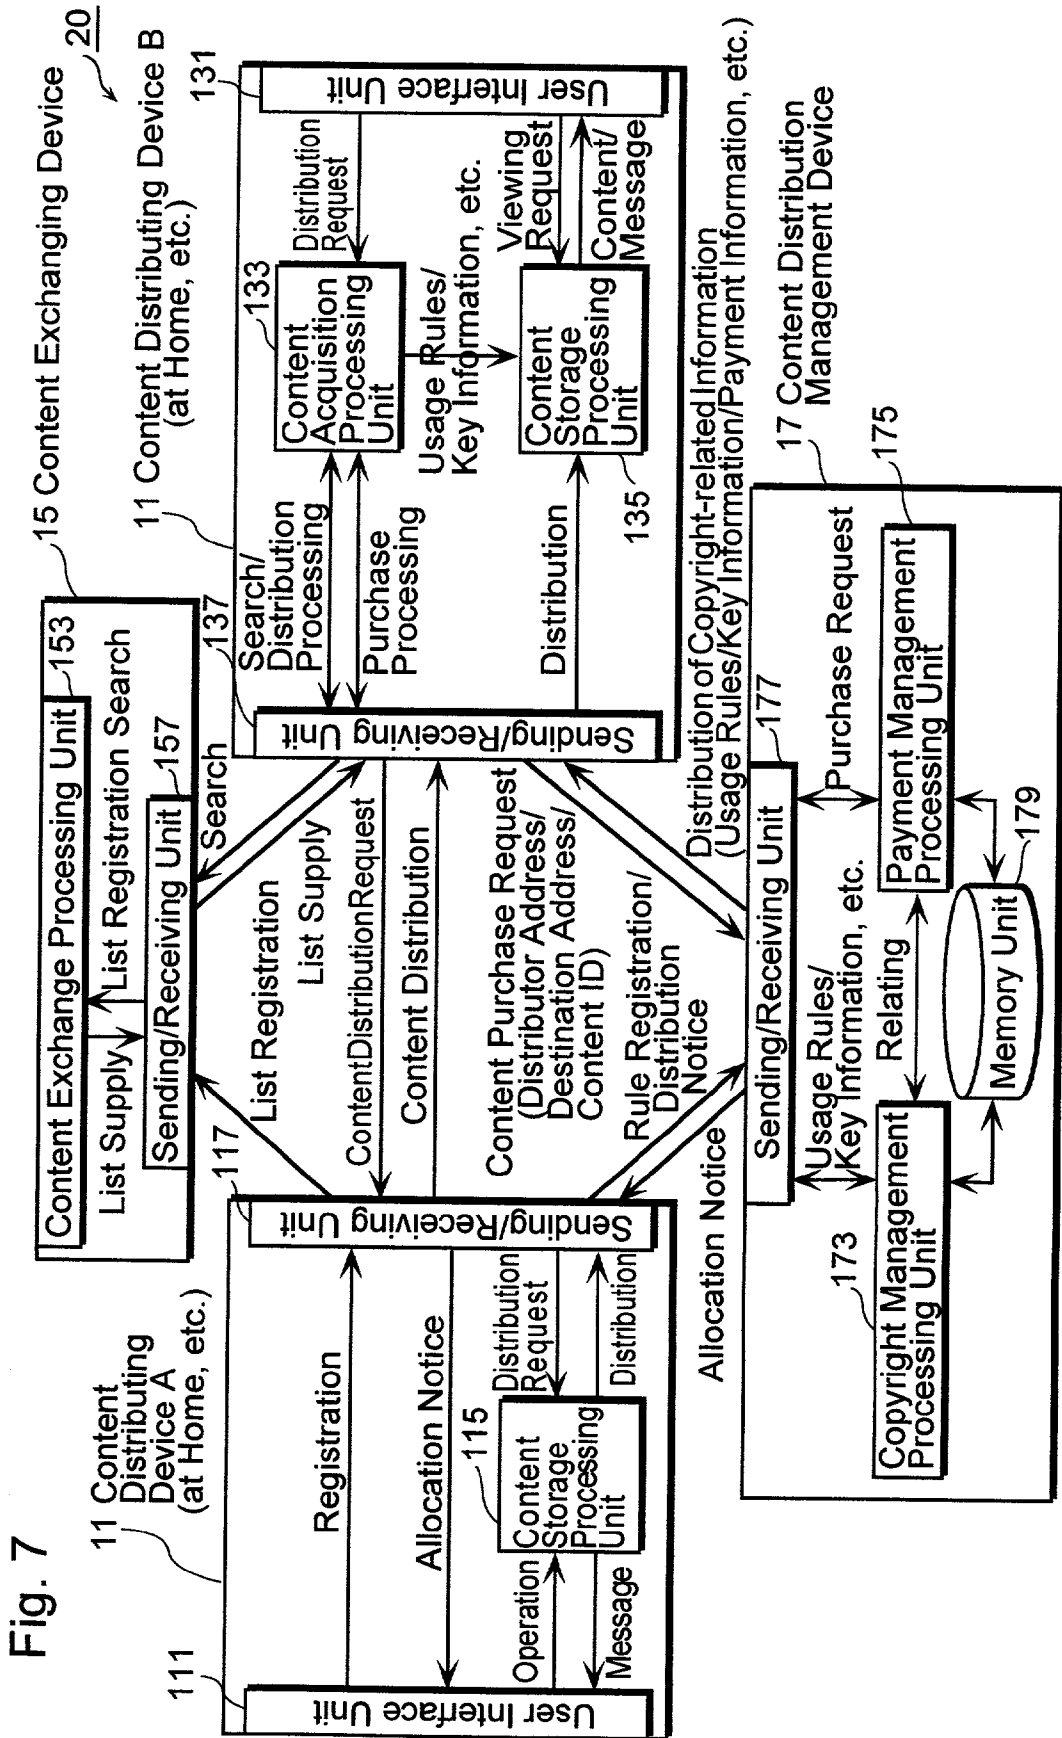 Fig. 7
20
15 Content Exchanging Device
Content Exchange Processing Unit
153
List Supply
List Registration Search
Sending/Receiving Unit
157
11 Content
Distributing
Device A
(at Home, etc.)
111
User Interface Unit
Registration
Allocation Notice
Operation
Message
115
Content
Storage
Processing
Unit
Distribution
Request
Distribution
117
Sending/Receiving Unit
List Registration
Search
List Supply
ContentDistributionRequest
Content Distribution
Content Purchase Request
(Distributor Address/
Destination Address/
Content ID)
Rule Registration/
Distribution
Notice
Allocation Notice
11 Content Distributing Device B
(at Home, etc.)
137
Sending/Receiving Unit
Search/
Distribution
Processing
Purchase
Processing
Distribution
133
Content
Acquisition
Processing
Unit
Usage Rules/
Key Information, etc.
135
Content
Storage
Processing
Unit
Distribution
Request
Viewing
Request
Content/
Message
131
User Interface Unit
Distribution of Copyright-related Information
(Usage Rules/Key Information/Payment Information, etc.)
17 Content Distribution
Management Device
Sending/Receiving Unit
177
Usage Rules/
Key Information, etc.
Purchase Request
173
Copyright Management
Processing Unit
Relating
175
Payment Management
Processing Unit
179
Memory Unit